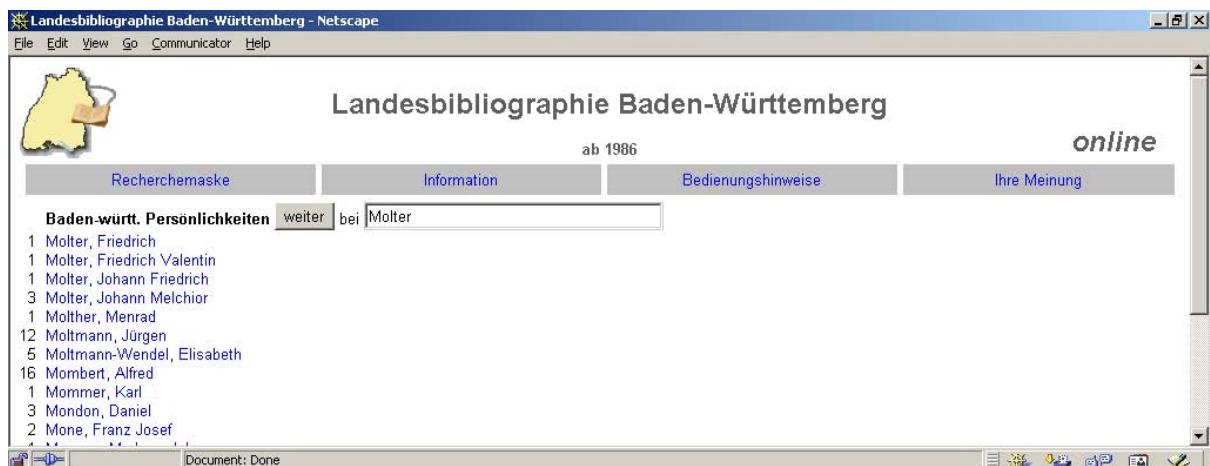 Landesbibliographie Baden-Württemberg - Netscape
File Edit View Go Communicator Help
Landesbibliographie Baden-Württemberg
ab 1986
online
Recherchemaske Information Bedienungshinweise Ihre Meinung
Baden-württ. Persönlichkeiten weiter bei Molter
1 Molter, Friedrich
1 Molter, Friedrich Valentin
1 Molter, Johann Friedrich
3 Molter, Johann Melchior
1 Molther, Menrad
12 Moltmann, Jürgen
5 Moltmann-Wendel, Elisabeth
16 Mombert, Alfred
1 Mommer, Karl
3 Mondon, Daniel
2 Mone, Franz Josef
Document: Done